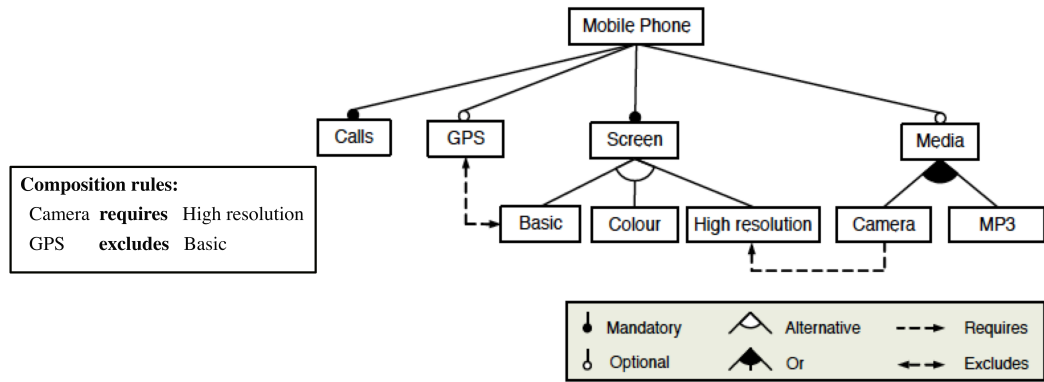 Mobile Phone
Calls
GPS
Screen
Media
Composition rules:
Camera requires High resolution
GPS excludes Basic
Basic
Colour
High resolution
Camera
MP3
Mandatory
Alternative
Requires
Optional
Or
Excludes